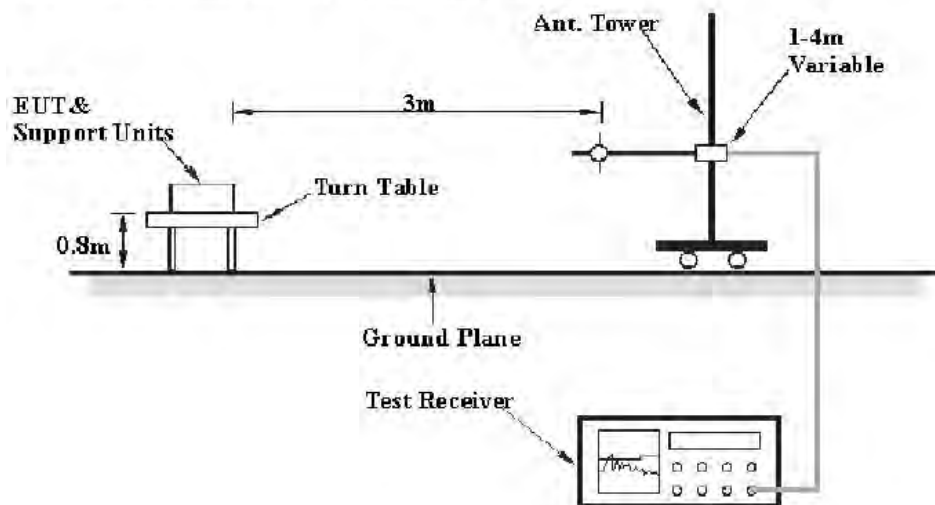 Ant. Tower
1-4m
Variable
EUT &
Support Units
3m
Turn Table
0.8m
Ground Plane
Test Receiver